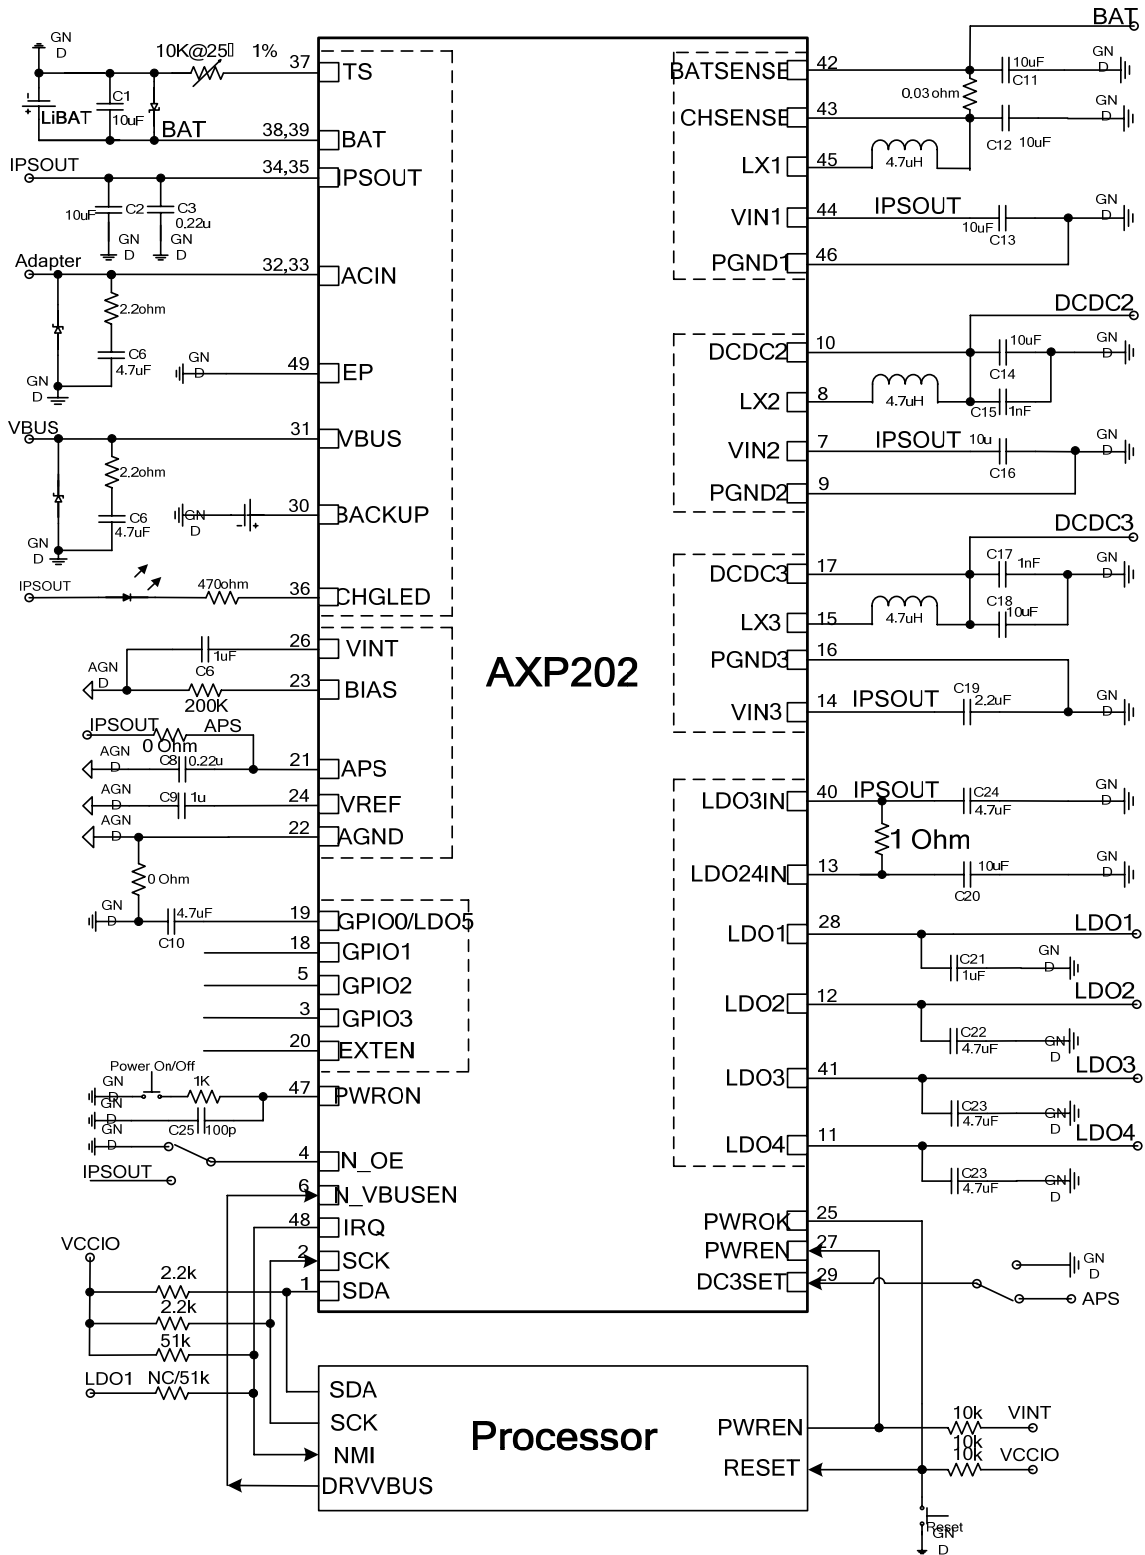 BAT
GN
D
10K@25 1%
37
TS
C1
10uF
LiBAT
- +
BAT
38,39
BAT
IPSOUT
34,35
IPSOUT
10uF
C2
C3
0.22u
GN
D
GN
D
Adapter
32,33
ACIN
2.2ohm
C6
4.7uF
GN
D
GN
D
49
EP
VBUS
31
VBUS
2.2ohm
C6
4.7uF
GN
D
GN
D
- +
30
BACKUP
IPSOUT
470ohm
36
CHGLED
1uF
C6
26
VINT
AGN
D
200K
23
BIAS
IPSOUT
APS
0 Ohm
AGN
D
C8
0.22u
21
APS
AGN
D
C9
1u
24
VREF
AGN
D
22
AGND
0 Ohm
GN
D
4.7uF
C10
19
GPIO0/LDO5
18
GPIO1
5
GPIO2
3
GPIO3
20
EXTEN
Power On/Off
GN
D
1K
47
PWRON
GN
D
C25
100p
GN
D
4
N_OE
IPSOUT
6
N_VBUSEN
48
IRQ
VCCIO
2
SCK
2.2k
1
SDA
2.2k
51k
LDO1
NC/51k
AXP202
BATSENSE
42
10uF
C11
GN
D
0.03 ohm
CHSENSE
43
C12
10uF
GN
D
LX1
45
4.7uH
VIN1
44
IPSOUT
10uF
C13
GN
D
PGND1
46
DCDC2
DCDC2
10
10uF
C14
GN
D
LX2
8
4.7uH
C15
1nF
VIN2
7
IPSOUT
10u
C16
GN
D
PGND2
9
DCDC3
DCDC3
17
C17
1nF
GN
D
LX3
15
4.7uH
C18
10uF
PGND3
16
VIN3
14
IPSOUT
C19
2.2uF
GN
D
LDO3IN
40
IPSOUT
C24
4.7uF
GN
D
1 Ohm
LDO24IN
13
10uF
C20
GN
D
LDO1
28
LDO1
C21
1uF
GN
D
LDO2
12
LDO2
C22
4.7uF
GN
D
LDO3
41
LDO3
C23
4.7uF
GN
D
LDO4
11
LDO4
C23
4.7uF
GN
D
PWROK
25
PWREN
27
DC3SET
29
GN
D
APS
SDA
SCK
NMI
DRVVBUS
Processor
PWREN
RESET
10k
VINT
10k
10k
VCCIO
Reset
GN
D